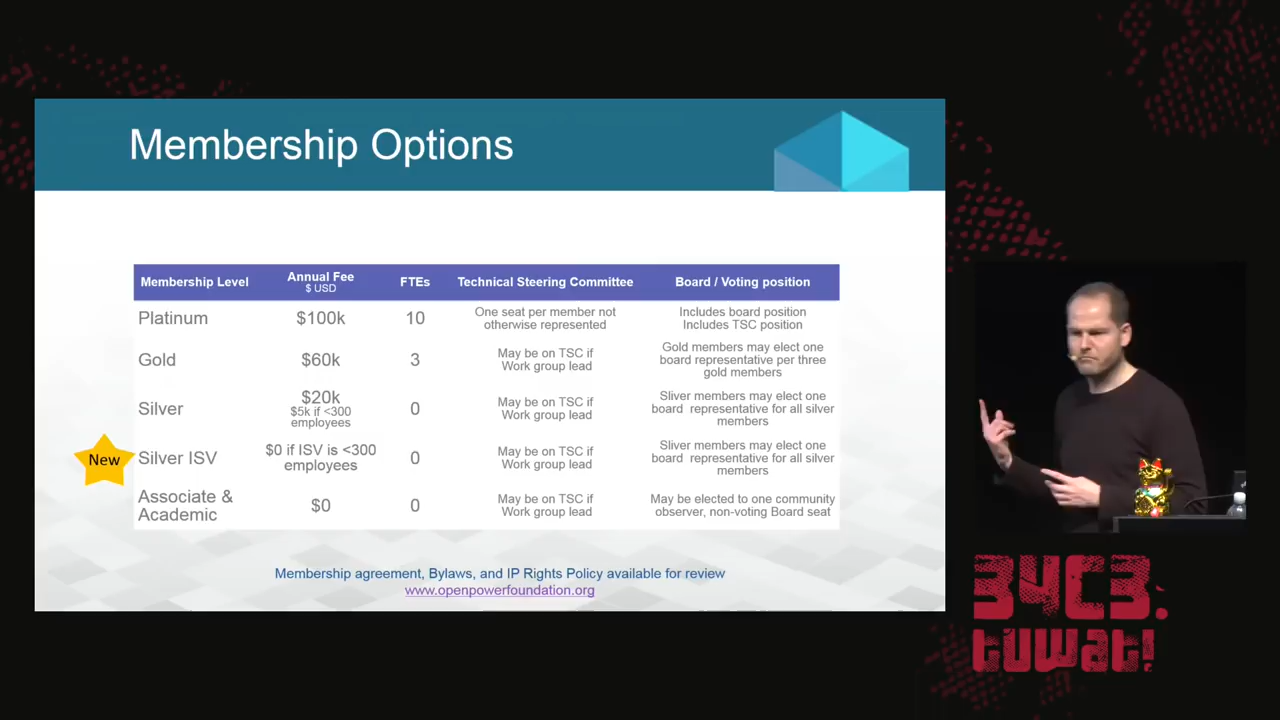 Membership Options
Membership Level
Annual Fee
$ USD
FTEs
Technical Steering Committee
Board / Voting position
Platinum
$100k
10
One seat per member not
otherwise represented
Includes board position
Includes TSC position
Gold
$60k
3
May be on TSC if
Work group lead
Gold members may elect one
board representative per three
gold members
Silver
$20k
$5k if <300
employees
0
May be on TSC if
Work group lead
Sliver members may elect one
board representative for all silver
members
New
Silver ISV
$0 if ISV is <300
employees
0
May be on TSC if
Work group lead
Sliver members may elect one
board representative for all silver
members
Associate &
Academic
$0
0
May be on TSC if
Work group lead
May be elected to one community
observer, non-voting Board seat
Membership agreement, Bylaws, and IP Rights Policy available for review
www.openpowerfoundation.org
34C3.
tuwat!